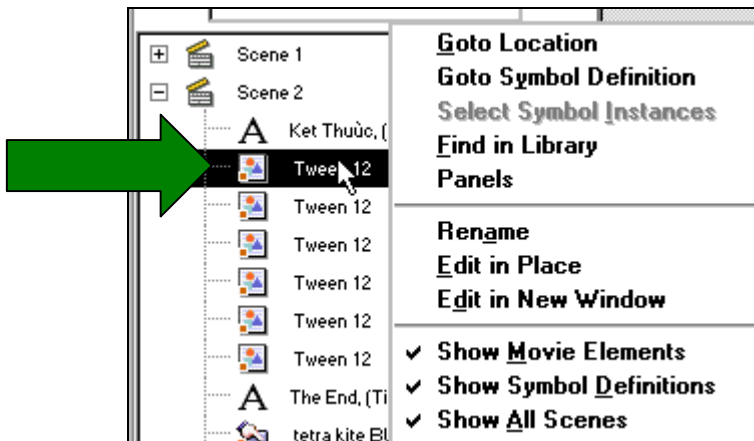 Scene 1
Scene 2
Ket Thuùc, (
Tween 12
Tween 12
Tween 12
Tween 12
Tween 12
Tween 12
The End, (Ti
tetra kite BU
Goto Location
Goto Symbol Definition
Select Symbol Instances
Find in Library
Panels
Rename
Edit in Place
Edit in New Window
Show Movie Elements
Show Symbol Definitions
Show All Scenes